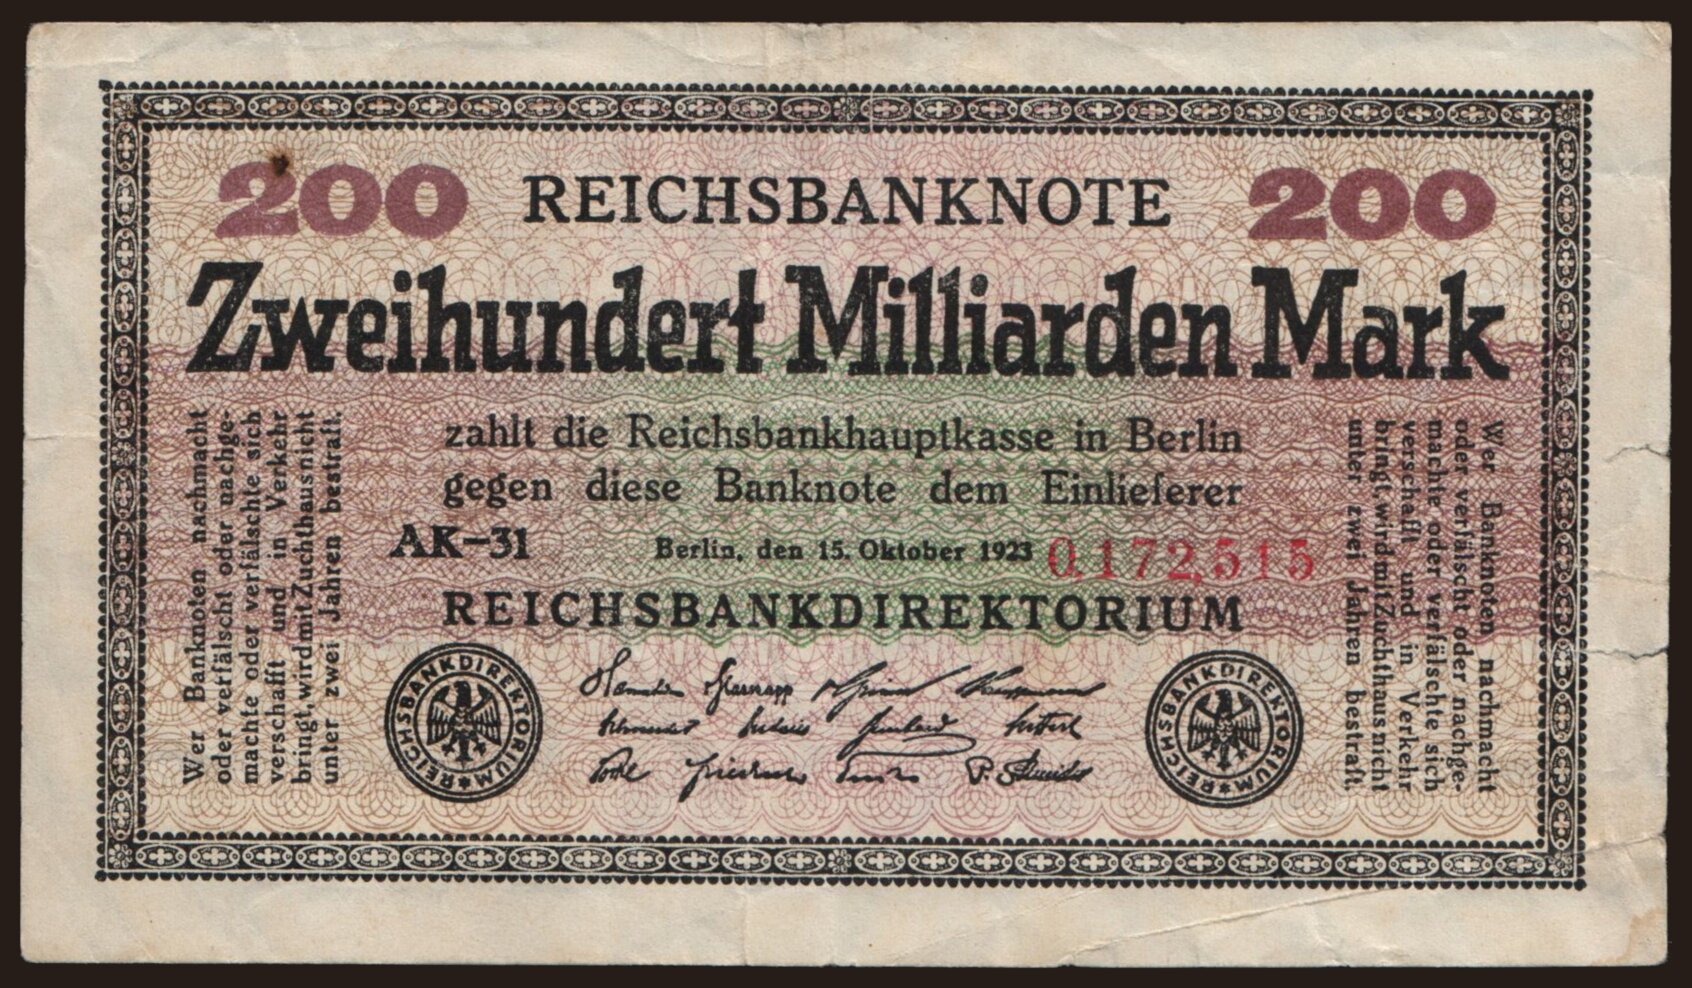 200 REICHSBANKNOTE 200
Zweihundert Milliarden Mark
zahlt die Reichsbankhauptkasse in Berlin
gegen diese Banknote dem Einlieferer
AK-31 Berlin, den 15. Oktober 1923 0,172,515
REICHSBANKDIREKTORIUM
Wer Banknoten nachmacht
oder verfälscht oder nachge-
machte oder verfälschte sich
verschafft und in Verkehr
bringt, wird mit Zuchthaus nicht
unter zwei Jahren bestraft.
Wer Banknoten nachmacht
oder verfälscht oder nachge-
machte oder verfälschte sich
verschafft und in Verkehr
bringt, wird mit Zuchthaus nicht
unter zwei Jahren bestraft.
REICHSBANKDIREKTORIUM
REICHSBANKDIREKTORIUM